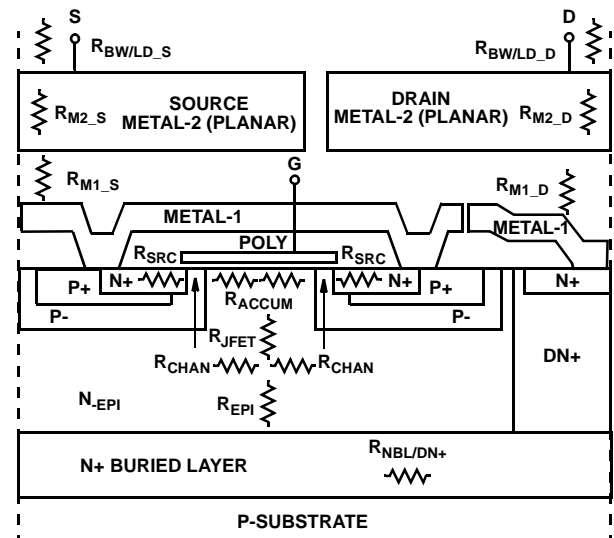 S
D
R_BW/LD_S
R_BW/LD_D
SOURCE
METAL-2 (PLANAR)
R_M2_S
DRAIN
METAL-2 (PLANAR)
R_M2_D
G
R_M1_S
R_M1_D
METAL-1
METAL-1
POLY
R_SRC
R_SRC
P+
N+
N+
P+
N+
R_ACCUM
P-
P-
R_JFET
R_CHAN
R_CHAN
DN+
N-EPI
R_EPI
N+ BURIED LAYER
R_NBL/DN+
P-SUBSTRATE